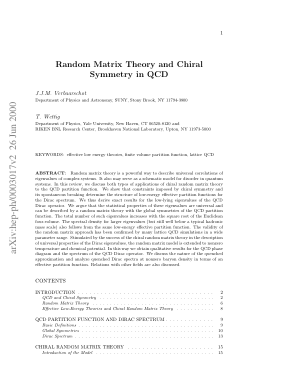 1
Random Matrix Theory and Chiral
Symmetry in QCD
J.J.M. Verbaarschot
Department of Physics and Astronomy, SUNY, Stony Brook, NY 11794-3800
T. Wettig
Department of Physics, Yale University, New Haven, CT 06520-8120 and
RIKEN BNL Research Center, Brookhaven National Laboratory, Upton, NY 11973-5000
KEYWORDS: effective low energy theories, finite volume partition function, lattice QCD
ABSTRACT: Random matrix theory is a powerful way to describe universal correlations of
eigenvalues of complex systems. It also may serve as a schematic model for disorder in quantum
systems. In this review, we discuss both types of applications of chiral random matrix theory
to the QCD partition function. We show that constraints imposed by chiral symmetry and
its spontaneous breaking determine the structure of low-energy effective partition functions for
the Dirac spectrum. We thus derive exact results for the low-lying eigenvalues of the QCD
Dirac operator. We argue that the statistical properties of these eigenvalues are universal and
can be described by a random matrix theory with the global symmetries of the QCD partition
function. The total number of such eigenvalues increases with the square root of the Euclidean
four-volume. The spectral density for larger eigenvalues (but still well below a typical hadronic
mass scale) also follows from the same low-energy effective partition function. The validity of
the random matrix approach has been confirmed by many lattice QCD simulations in a wide
parameter range. Stimulated by the success of the chiral random matrix theory in the description
of universal properties of the Dirac eigenvalues, the random matrix model is extended to nonzero
temperature and chemical potential. In this way we obtain qualitative results for the QCD phase
diagram and the spectrum of the QCD Dirac operator. We discuss the nature of the quenched
approximation and analyze quenched Dirac spectra at nonzero baryon density in terms of an
effective partition function. Relations with other fields are also discussed.
CONTENTS
INTRODUCTION 2
QCD and Chiral Symmetry 2
Random Matrix Theory 6
Effective Low-Energy Theories and Chiral Random Matrix Theory 8
QCD PARTITION FUNCTION AND DIRAC SPECTRUM 9
Basic Definitions 9
Global Symmetries 10
Dirac Spectrum 13
CHIRAL RANDOM MATRIX THEORY 15
Introduction of the Model 15
arXiv:hep-ph/0003017v2 26 Jun 2000